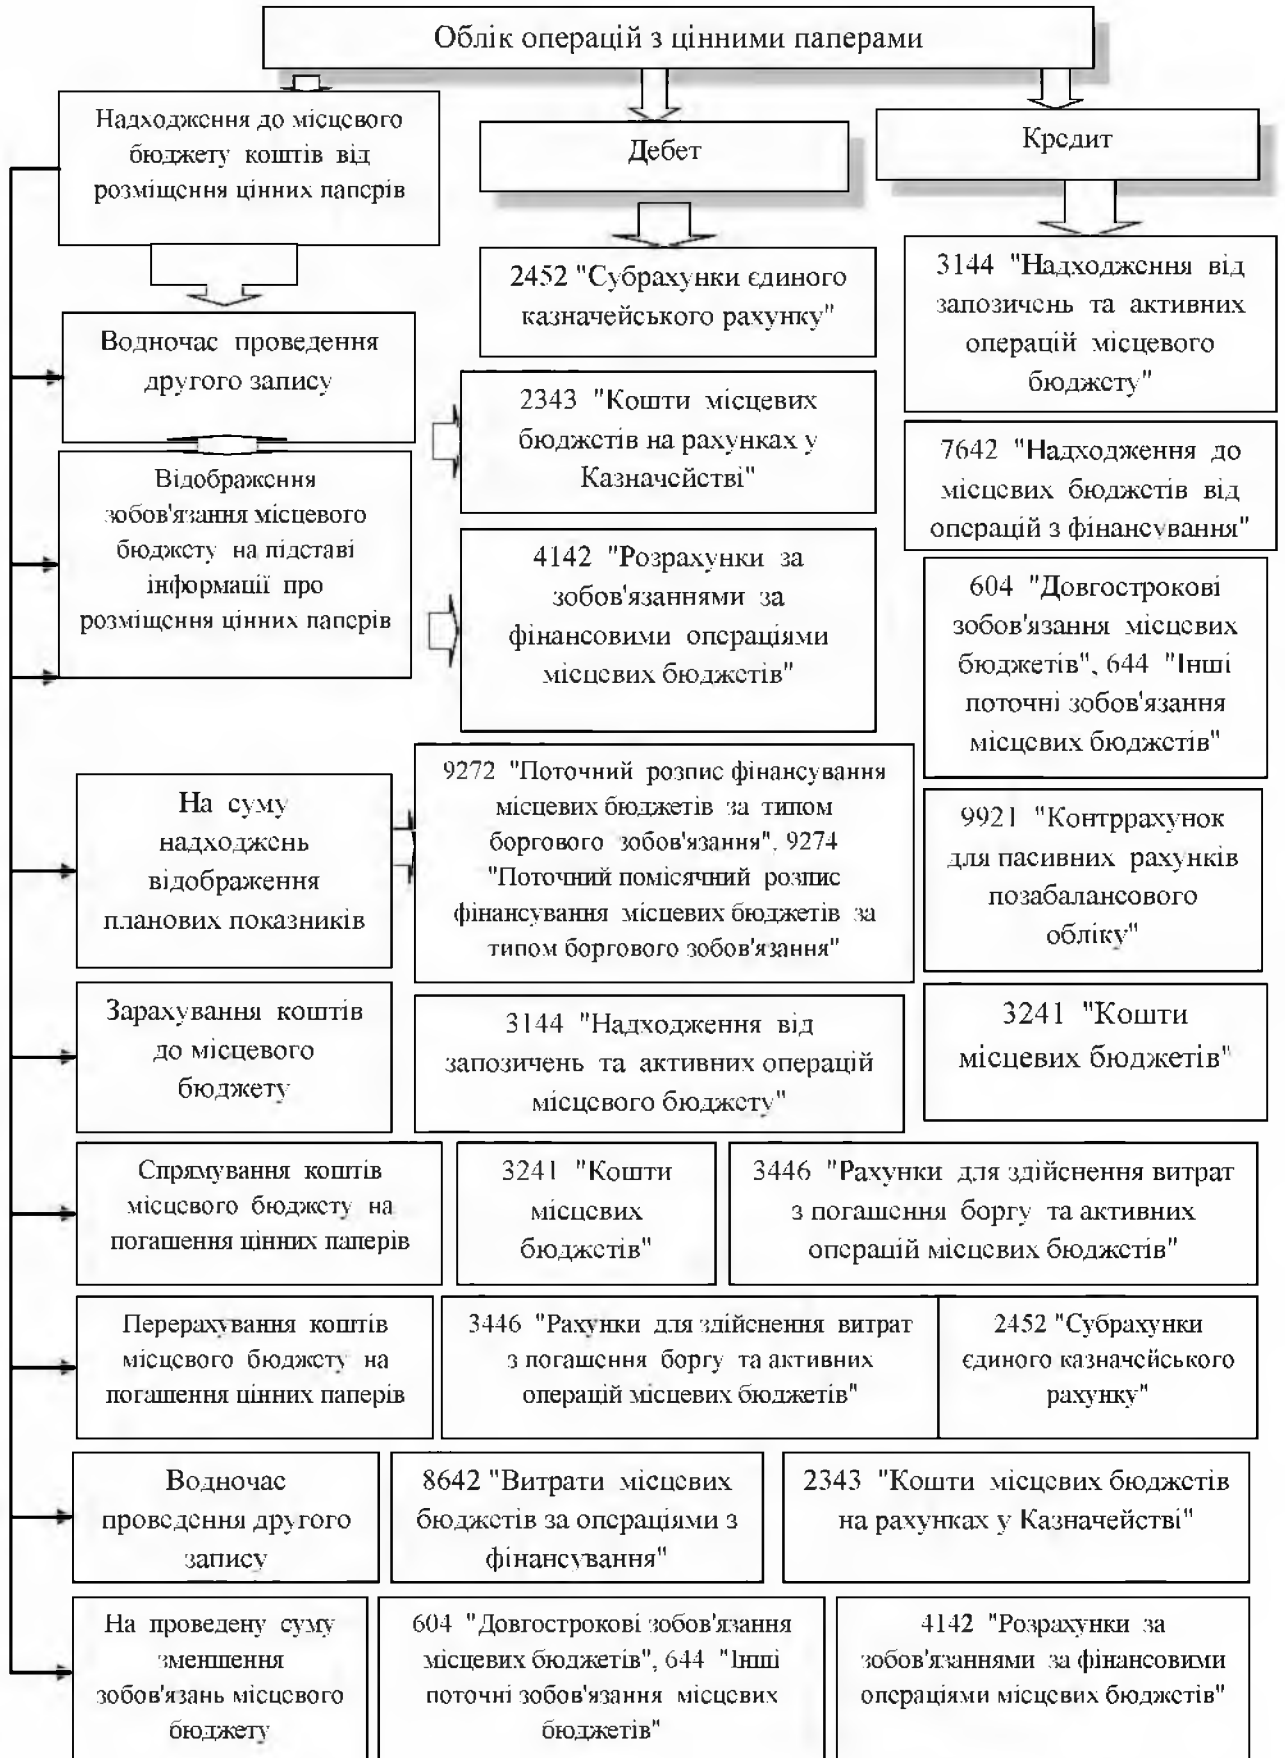 Облік операцій з цінними паперами
Надходження до місцевого
бюджету коштів від
розміщення цінних паперів
Дебет
Кредит
2452 "Субрахунки єдиного
казначейського рахунку"
3144 "Надходження від
запозичень та активних
операцій місцевого
бюджету"
Водночас проведення
другого запису
2343 "Кошти місцевих
бюджетів на рахунках у
Казначействі"
7642 "Надходження до
місцевих бюджетів від
операцій з фінансування"
Відображення
зобов'язання місцевого
бюджету на підставі
інформації про
розміщення цінних паперів
4142 "Розрахунки за
зобов'язаннями за
фінансовими операціями
місцевих бюджетів"
604 "Довгострокові
зобов'язання місцевих
бюджетів", 644 "Інші
поточні зобов'язання
місцевих бюджетів"
На суму
надходжень
відображення
планових показників
9272 "Поточний розпис фінансування
місцевих бюджетів за типом
боргового зобов'язання", 9274
"Поточний помісячний розпис
фінансування місцевих бюджетів за
типом боргового зобов'язання"
9921 "Контррахунок
для пасивних рахунків
позабалансового
обліку"
Зарахування коштів
до місцевого
бюджету
3144 "Надходження від
запозичень та активних операцій
місцевого бюджету"
3241 "Кошти
місцевих бюджетів"
Спрямування коштів
місцевого бюджету на
погашення цінних паперів
3241 "Кошти
місцевих
бюджетів"
3446 "Рахунки для здійснення витрат
з погашення боргу та активних
операцій місцевих бюджетів"
Перерахування коштів
місцевого бюджету на
погашення цінних паперів
3446 "Рахунки для здійснення витрат
з погашення боргу та активних
операцій місцевих бюджетів"
2452 "Субрахунки
єдиного казначейського
рахунку"
Водночас
проведення другого
запису
8642 "Витрати місцевих
бюджетів за операціями з
фінансування"
2343 "Кошти місцевих бюджетів
на рахунках у Казначействі"
На проведену суму
зменшення
зобов'язань місцевого
бюджету
604 "Довгострокові зобов'язання
місцевих бюджетів", 644 "Інші
поточні зобов'язання місцевих
бюджетів"
4142 "Розрахунки за
зобов'язаннями за фінансовими
операціями місцевих бюджетів"